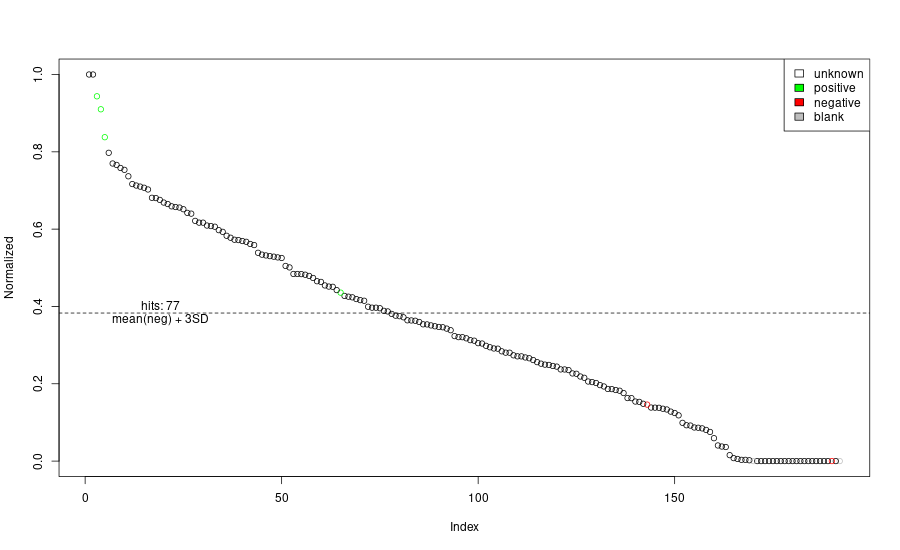 unknown
positive
negative
blank
Normalized
1.0
0.8
0.6
0.4
0.2
0.0
hits: 77
mean(neg) + 3SD
0
50
100
150
Index